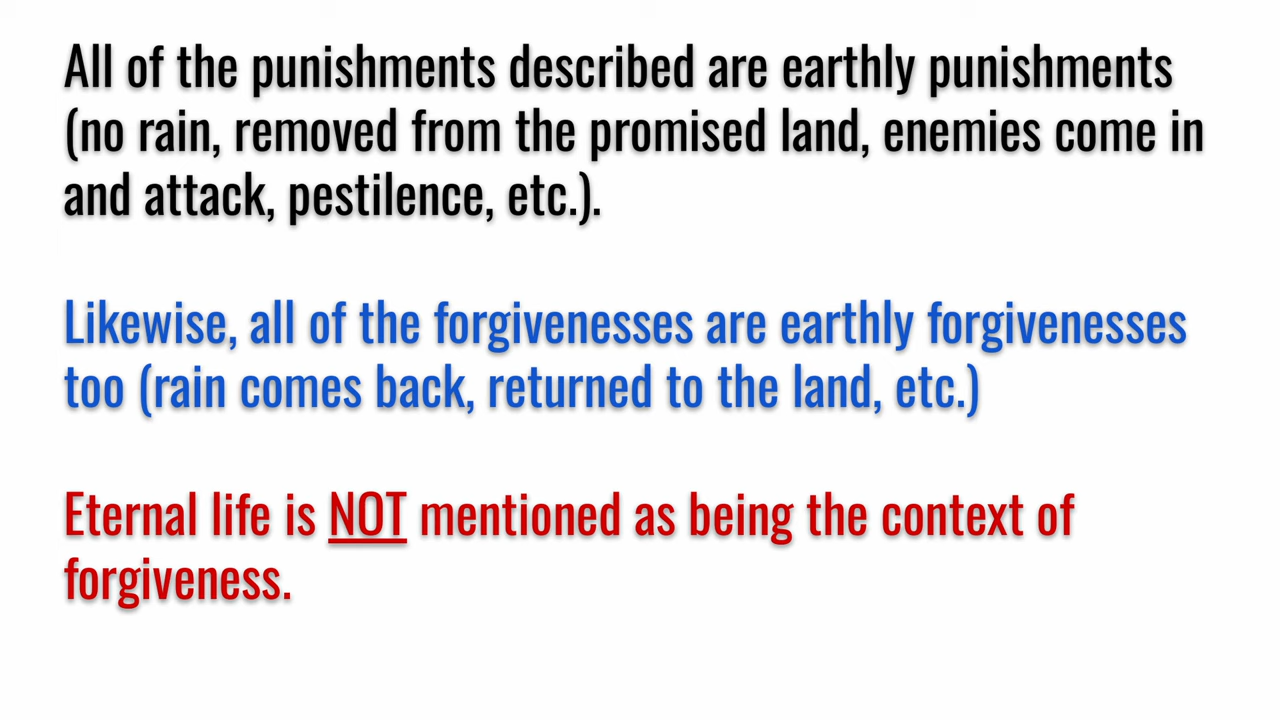 All of the punishments described are earthly punishments
(no rain, removed from the promised land, enemies come in
and attack, pestilence, etc.).
Likewise, all of the forgivenesses are earthly forgivenesses
too (rain comes back, returned to the land, etc.)
Eternal life is NOT mentioned as being the context of
forgiveness.